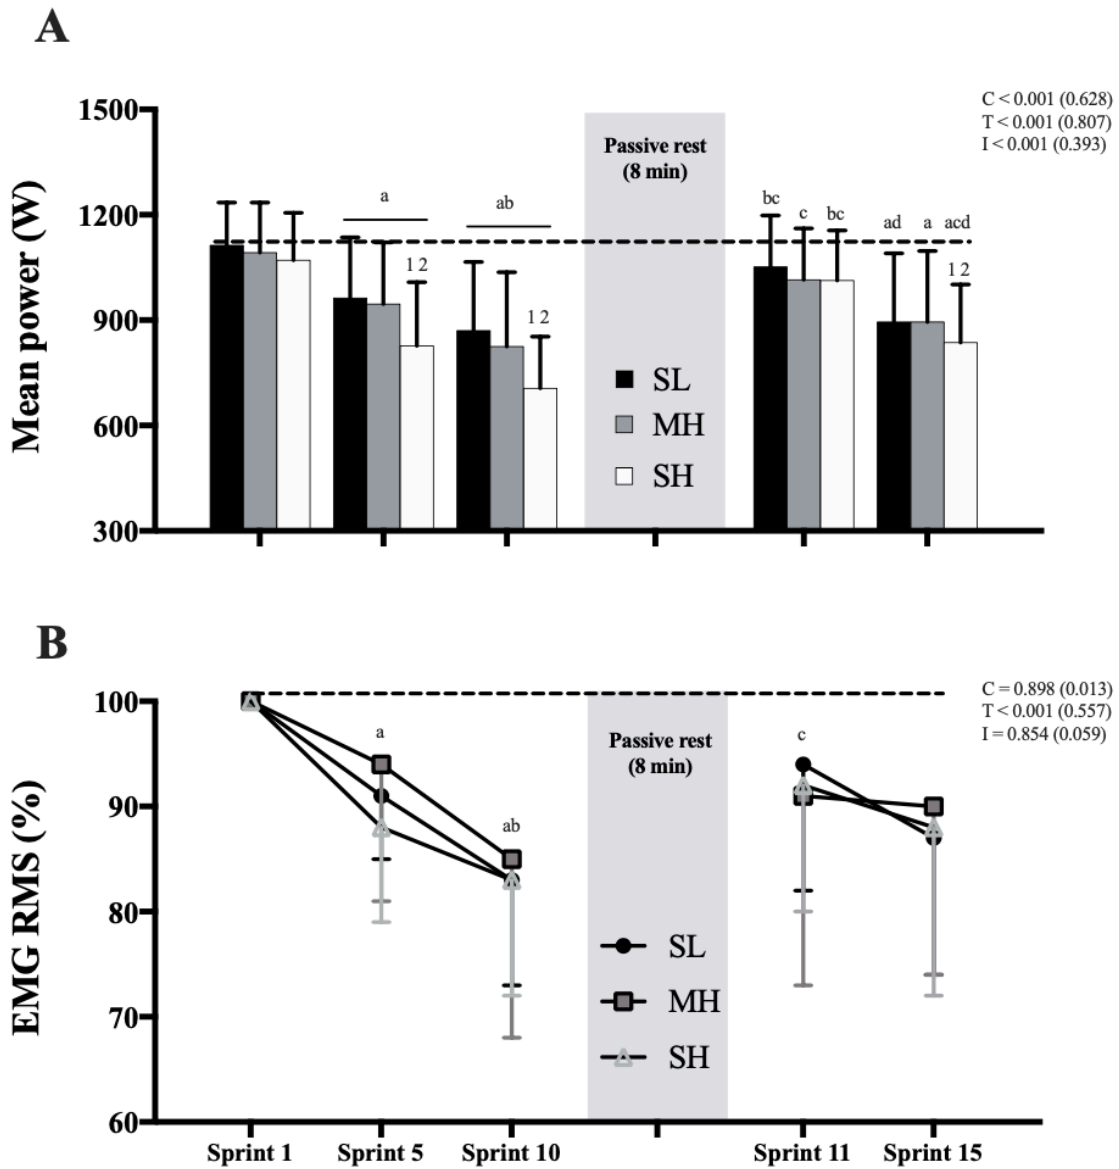 A
C < 0.001 (0.628)
T < 0.001 (0.807)
I < 0.001 (0.393)
Mean power (W)
1500
1200
900
600
300
Passive rest
(8 min)
a
ab
bc
c
bc
ad
a
acd
1 2
1 2
1 2
SL
MH
SH
B
C = 0.898 (0.013)
T < 0.001 (0.557)
I = 0.854 (0.059)
EMG RMS (%)
100
90
80
70
60
Passive rest
(8 min)
a
ab
c
SL
MH
SH
Sprint 1
Sprint 5
Sprint 10
Sprint 11
Sprint 15